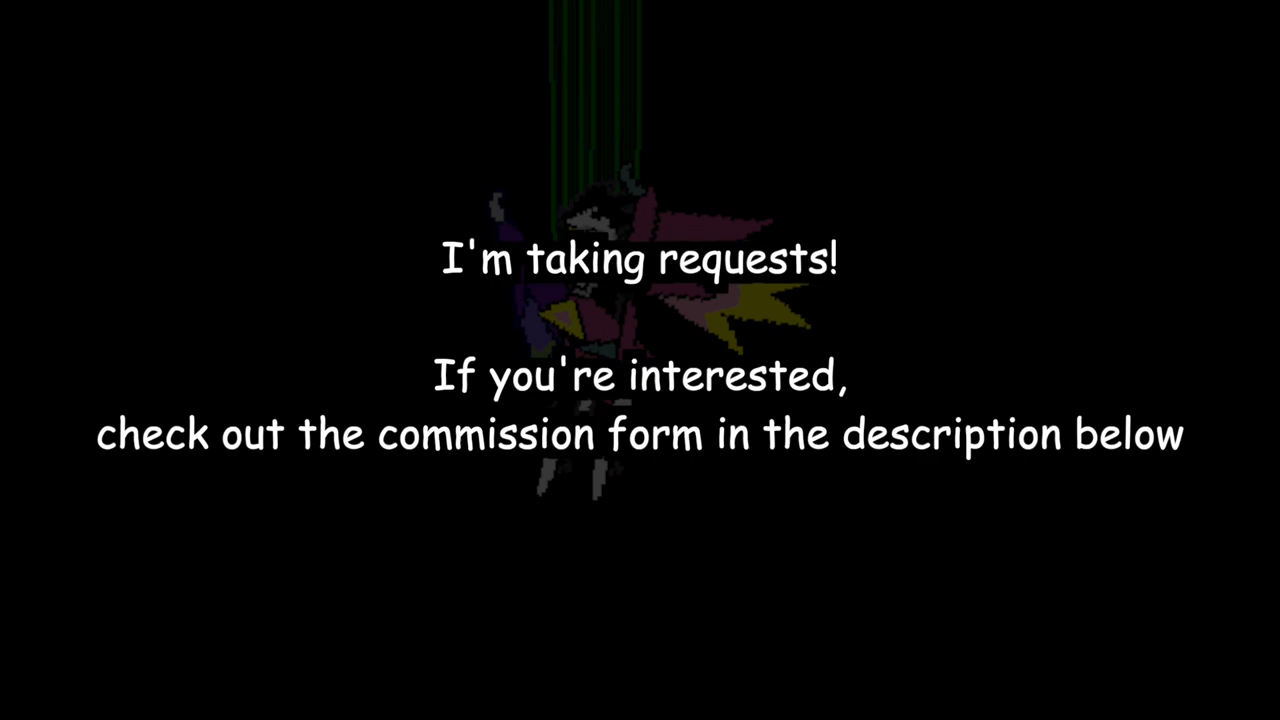 I'm taking requests!
If you're interested,
check out the commission form in the description below